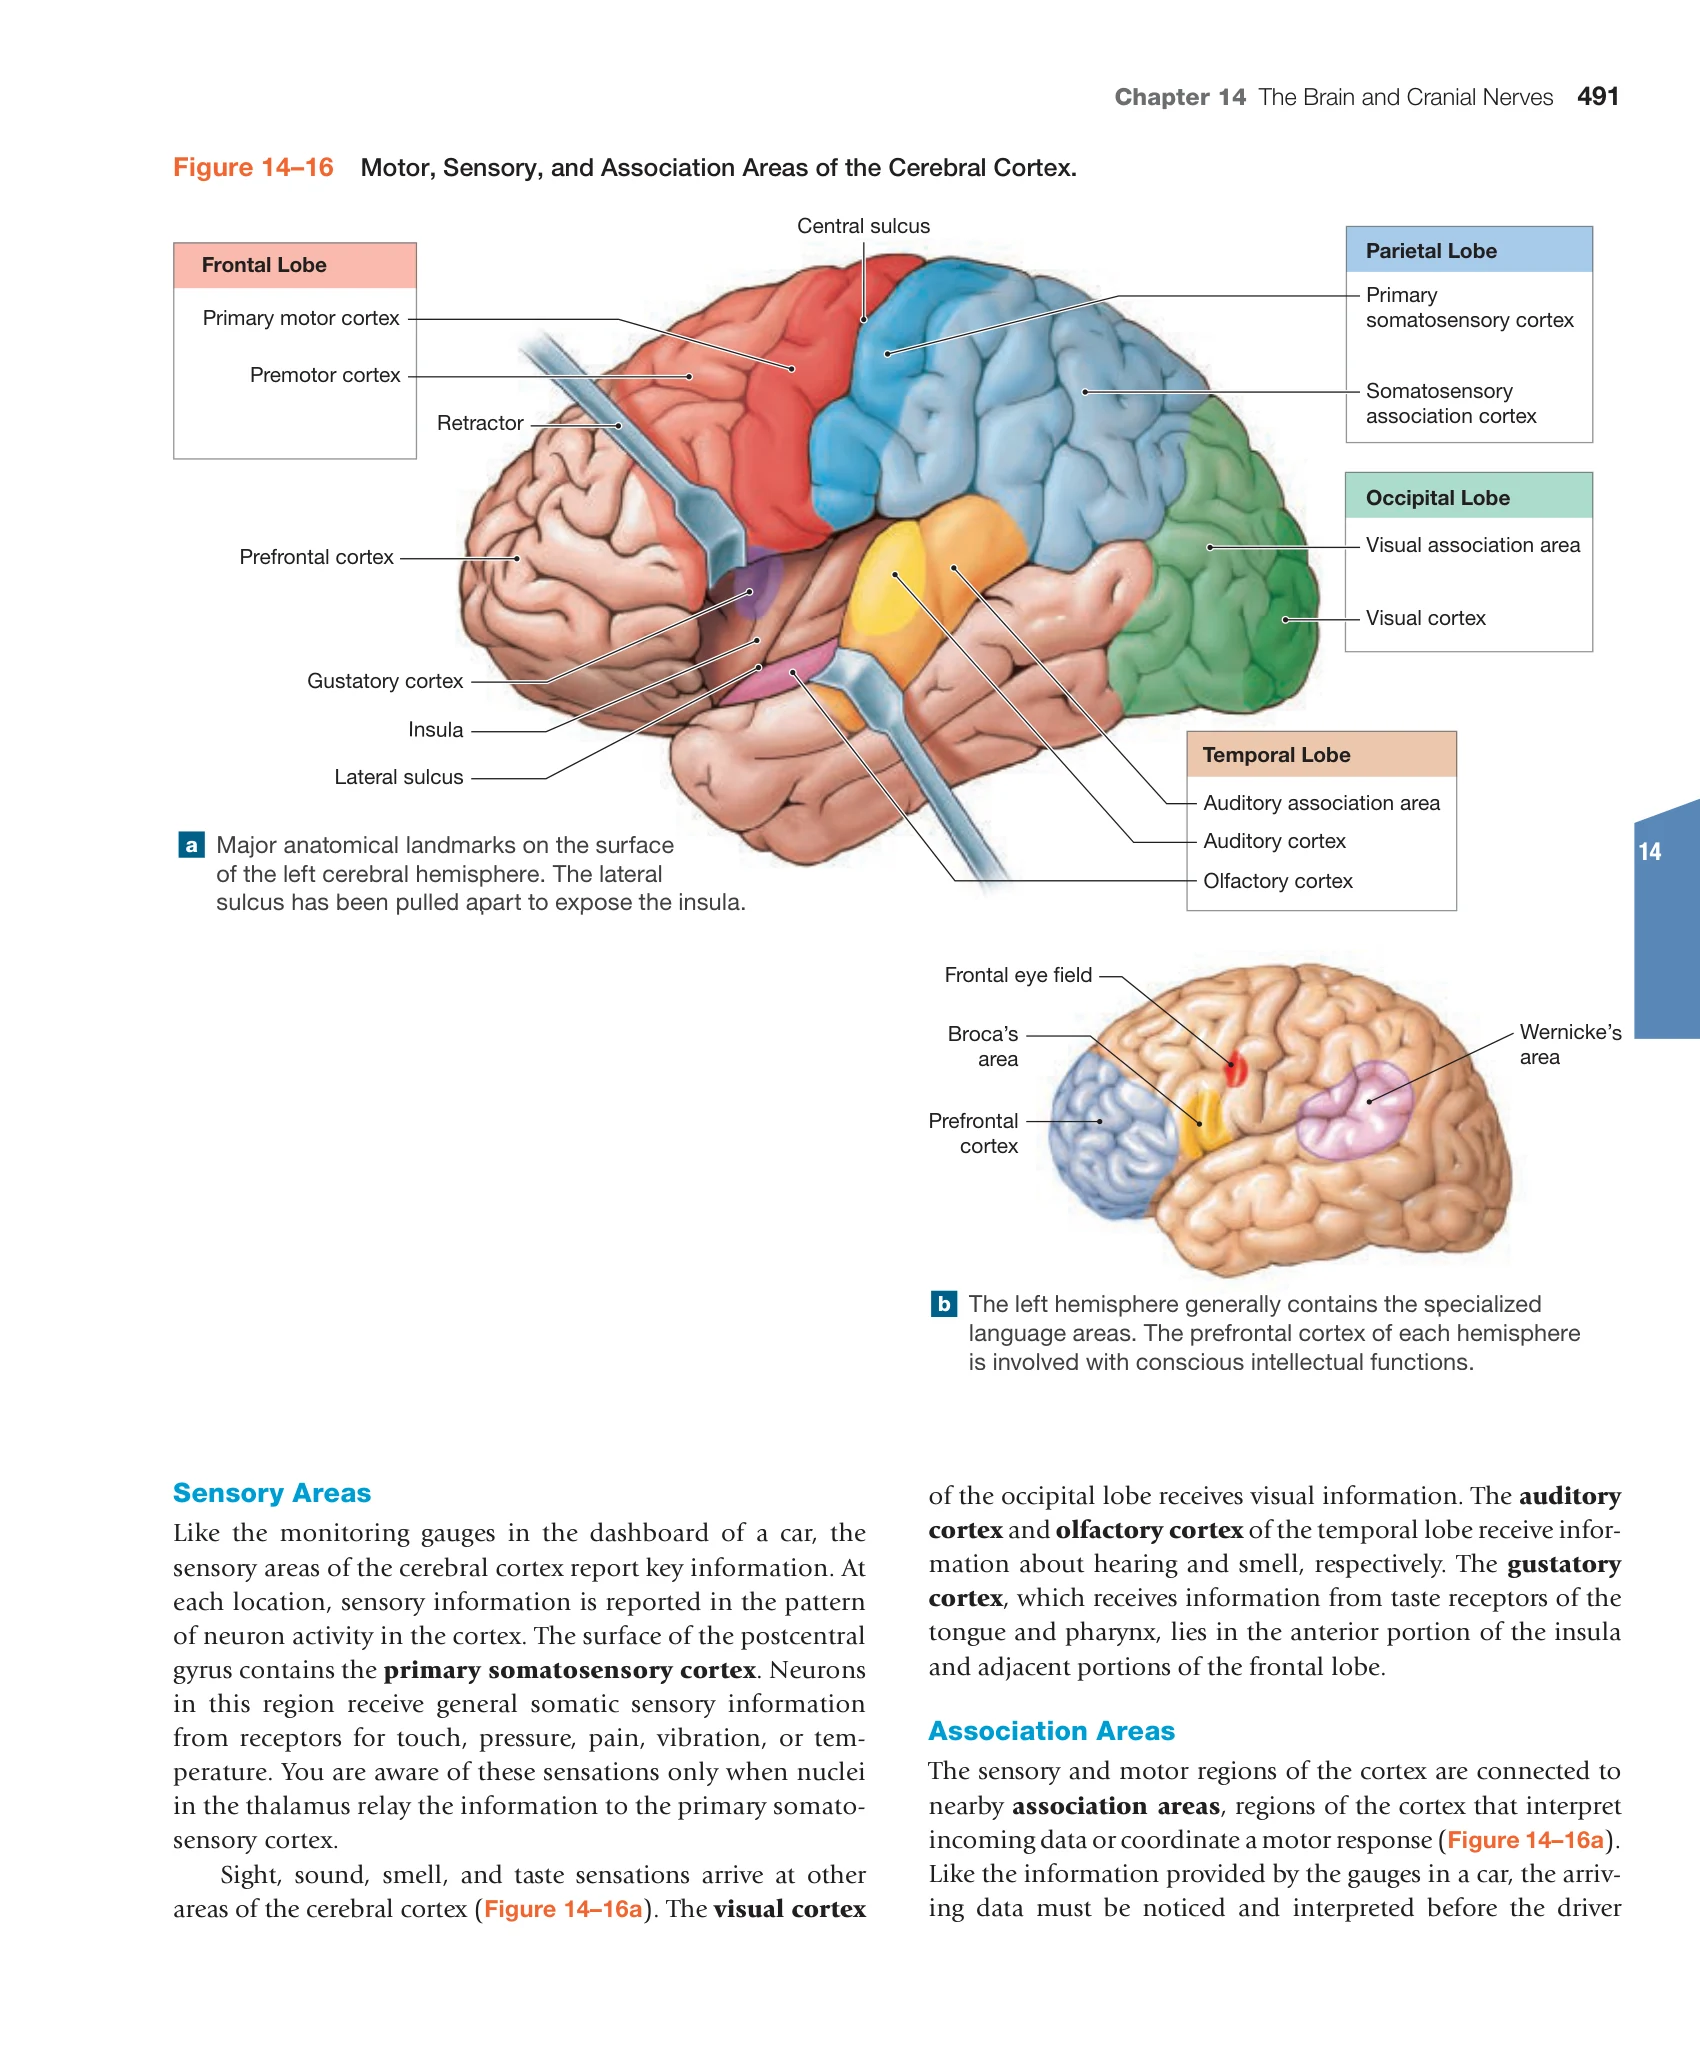 Chapter 14 The Brain and Cranial Nerves 491
Figure 14–16 Motor, Sensory, and Association Areas of the Cerebral Cortex.
Central sulcus
Frontal Lobe
Primary motor cortex
Premotor cortex
Retractor
Prefrontal cortex
Gustatory cortex
Insula
Lateral sulcus
Parietal Lobe
Primary
somatosensory cortex
Somatosensory
association cortex
Occipital Lobe
Visual association area
Visual cortex
Temporal Lobe
Auditory association area
Auditory cortex
Olfactory cortex
a Major anatomical landmarks on the surface
of the left cerebral hemisphere. The lateral
sulcus has been pulled apart to expose the insula.
14
Frontal eye field
Broca’s
area
Prefrontal
cortex
Wernicke’s
area
b The left hemisphere generally contains the specialized
language areas. The prefrontal cortex of each hemisphere
is involved with conscious intellectual functions.
Sensory Areas
Like the monitoring gauges in the dashboard of a car, the
sensory areas of the cerebral cortex report key information. At
each location, sensory information is reported in the pattern
of neuron activity in the cortex. The surface of the postcentral
gyrus contains the primary somatosensory cortex. Neurons
in this region receive general somatic sensory information
from receptors for touch, pressure, pain, vibration, or tem-
perature. You are aware of these sensations only when nuclei
in the thalamus relay the information to the primary somato-
sensory cortex.
Sight, sound, smell, and taste sensations arrive at other
areas of the cerebral cortex (Figure 14–16a). The visual cortex
of the occipital lobe receives visual information. The auditory
cortex and olfactory cortex of the temporal lobe receive infor-
mation about hearing and smell, respectively. The gustatory
cortex, which receives information from taste receptors of the
tongue and pharynx, lies in the anterior portion of the insula
and adjacent portions of the frontal lobe.
Association Areas
The sensory and motor regions of the cortex are connected to
nearby association areas, regions of the cortex that interpret
incoming data or coordinate a motor response (Figure 14–16a).
Like the information provided by the gauges in a car, the arriv-
ing data must be noticed and interpreted before the driver